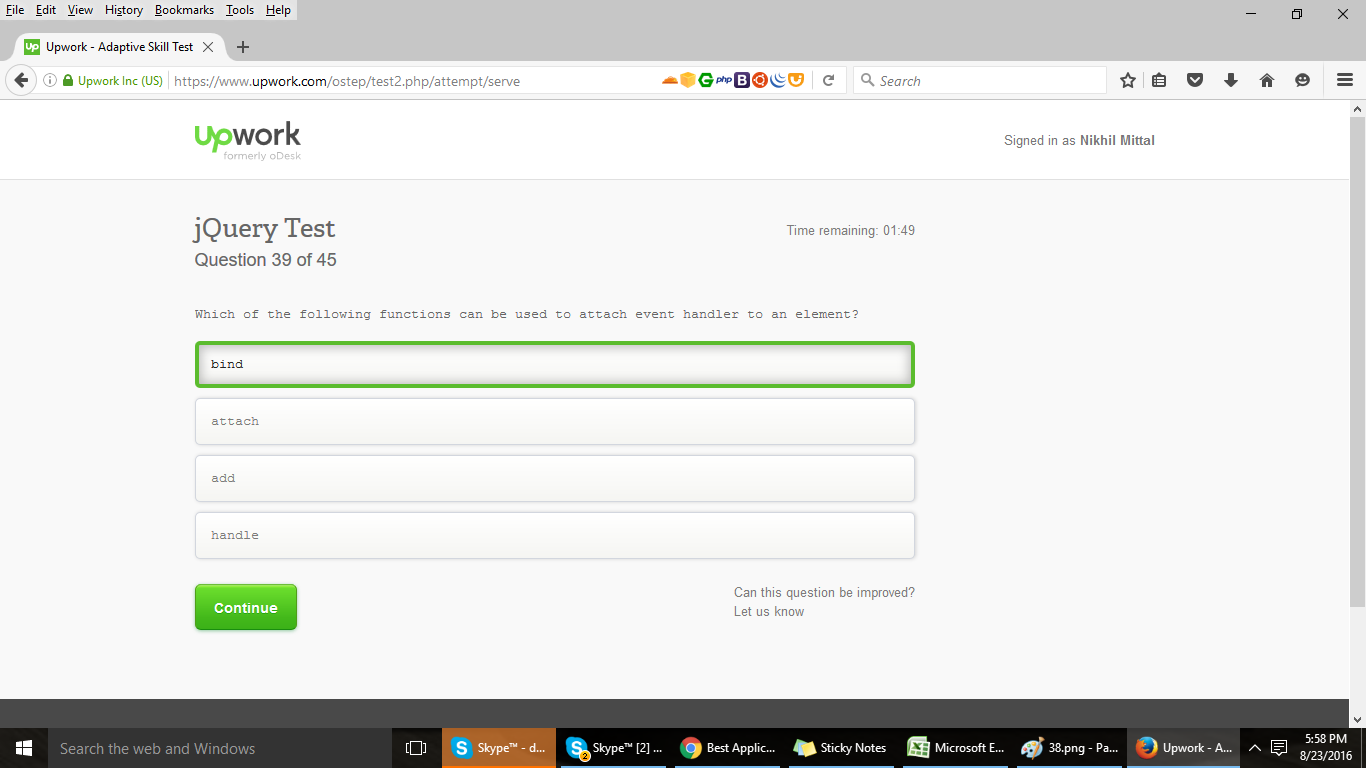 File Edit View History Bookmarks Tools Help
Up Upwork - Adaptive Skill Test
Upwork Inc (US) https://www.upwork.com/ostep/test2.php/attempt/serve php B Search
upwork
formerly oDesk
Signed in as Nikhil Mittal
jQuery Test
Time remaining: 01:49
Question 39 of 45
Which of the following functions can be used to attach event handler to an element?
bind
attach
add
handle
Continue
Can this question be improved?
Let us know
Search the web and Windows
Skype™ - d...
Skype™ [2] ...
2
Best Applic...
Sticky Notes
Microsoft E...
38.png - Pa...
Upwork - A...
5:58 PM
8/23/2016